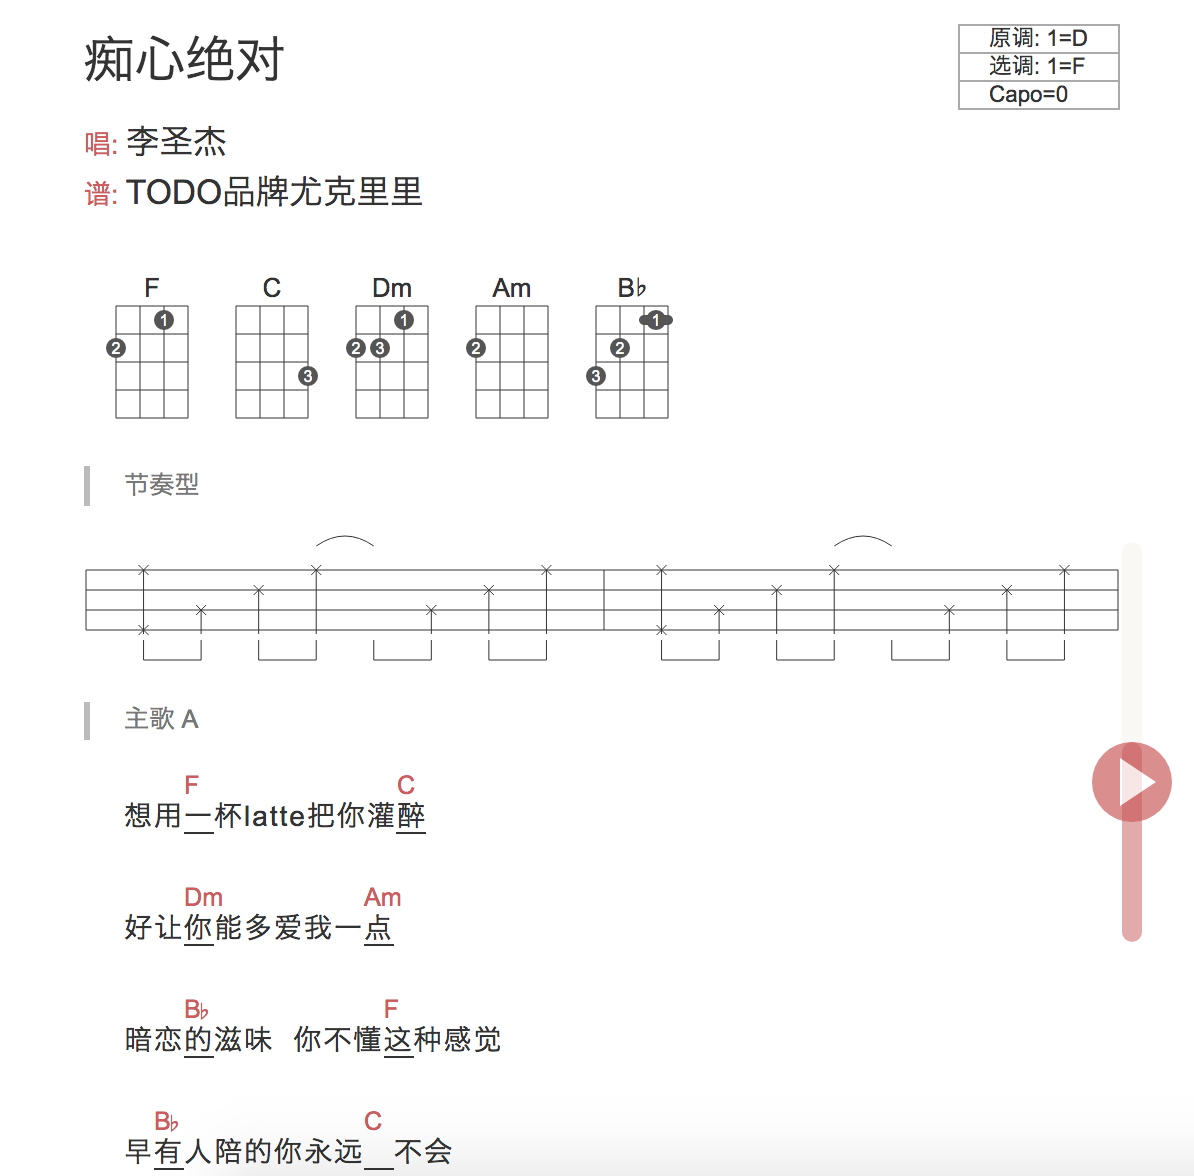 痴心绝对
原调: 1=D
选调: 1=F
Capo=0
唱: 李圣杰
谱: TODO品牌尤克里里
F C Dm Am B♭
1 1 1
2 2 3 2 2
3 3
节奏型
主歌 A
F C
想用一杯latte把你灌醉
Dm Am
好让你能多爱我一点
B♭ F
暗恋的滋味 你不懂这种感觉
B♭ C
早有人陪的你永远 不会